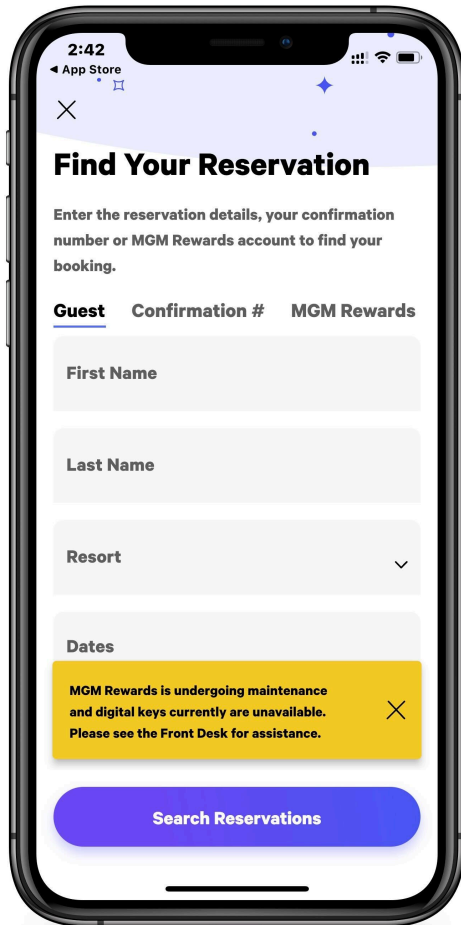 2:42
◀ App Store
Find Your Reservation
Enter the reservation details, your confirmation
number or MGM Rewards account to find your
booking.
Guest Confirmation # MGM Rewards
First Name
Last Name
Resort
Dates
MGM Rewards is undergoing maintenance
and digital keys currently are unavailable.
Please see the Front Desk for assistance.
Search Reservations